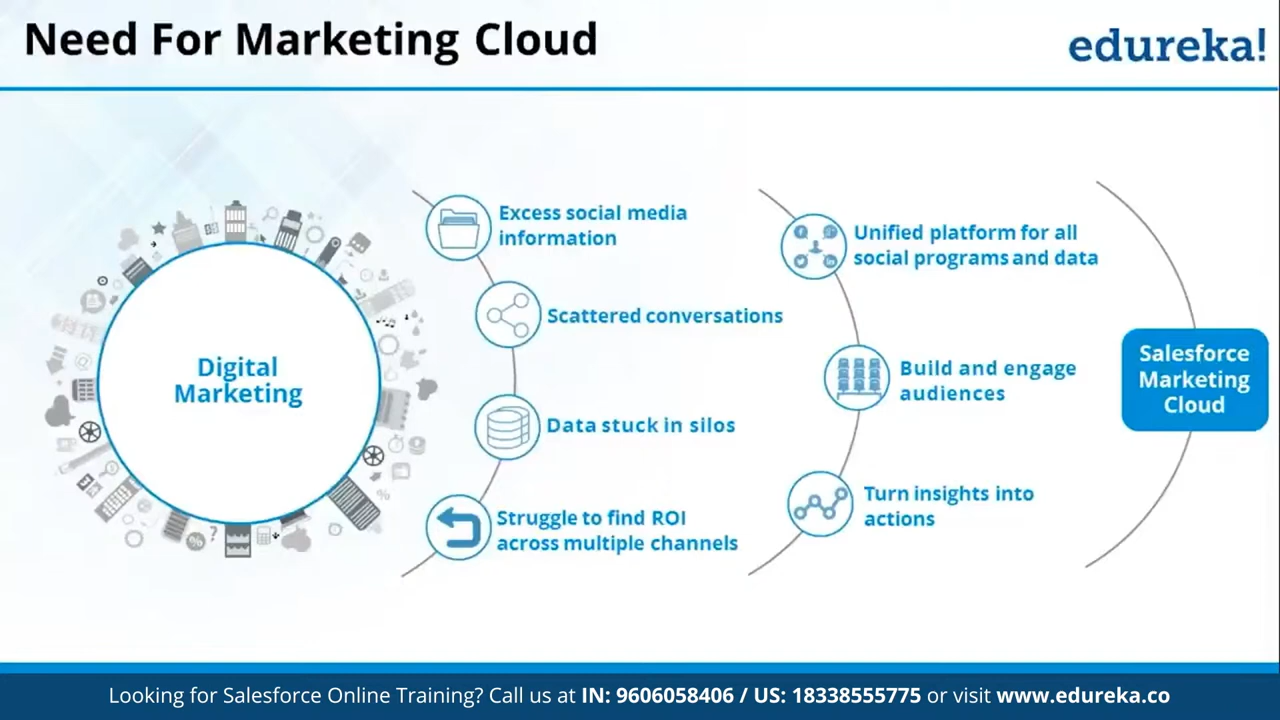 Need For Marketing Cloud
edureka!
Digital
Marketing
Excess social media
information
Scattered conversations
Data stuck in silos
Struggle to find ROI
across multiple channels
Unified platform for all
social programs and data
Build and engage
audiences
Turn insights into
actions
Salesforce
Marketing
Cloud
Looking for Salesforce Online Training? Call us at IN: 9606058406 / US: 18338555775 or visit www.edureka.co